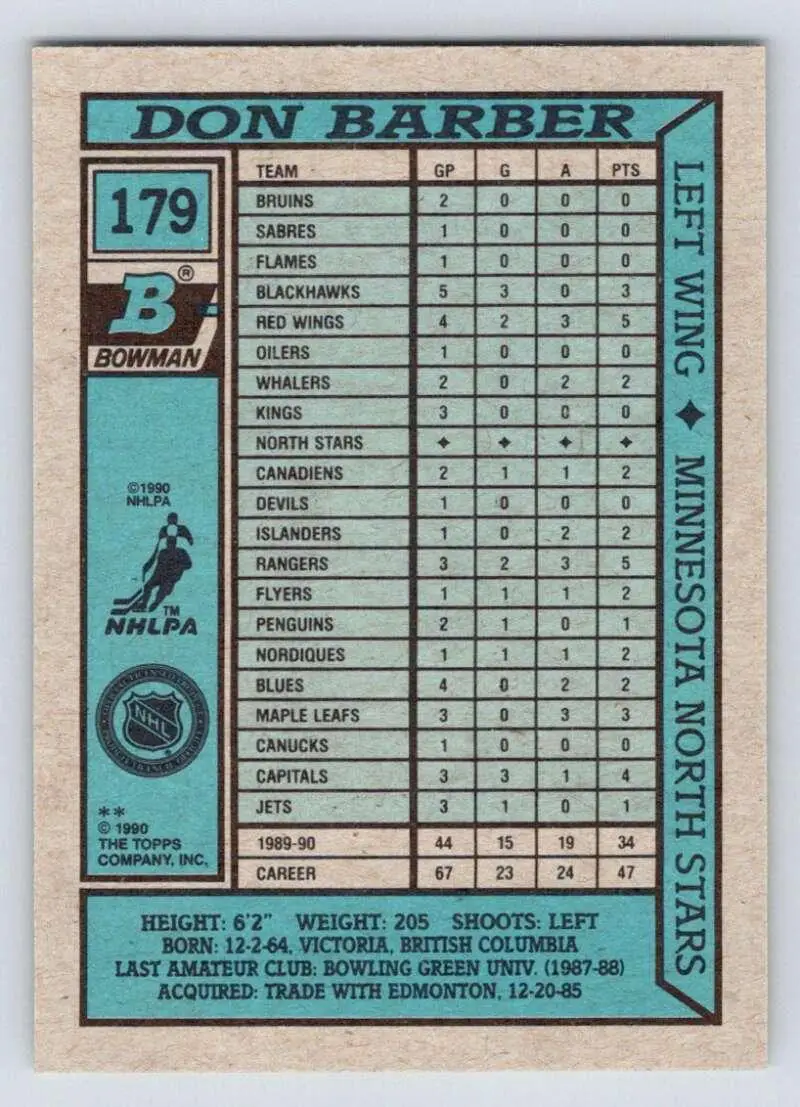 DON BARBER
179
B®
BOWMAN
©1990
NHLPA
TM
NHLPA
NHL
**
© 1990
THE TOPPS
COMPANY, INC.
TEAM GP G A PTS
BRUINS 2 0 0 0
SABRES 1 0 0 0
FLAMES 1 0 0 0
BLACKHAWKS 5 3 0 3
RED WINGS 4 2 3 5
OILERS 1 0 0 0
WHALERS 2 0 2 2
KINGS 3 0 0 0
NORTH STARS ✦ ✦ ✦ ✦
CANADIENS 2 1 1 2
DEVILS 1 0 0 0
ISLANDERS 1 0 2 2
RANGERS 3 2 3 5
FLYERS 1 1 1 2
PENGUINS 2 1 0 1
NORDIQUES 1 1 1 2
BLUES 4 0 2 2
MAPLE LEAFS 3 0 3 3
CANUCKS 1 0 0 0
CAPITALS 3 3 1 4
JETS 3 1 0 1
1989-90 44 15 19 34
CAREER 67 23 24 47
LEFT WING ✦ MINNESOTA NORTH STARS
HEIGHT: 6'2" WEIGHT: 205 SHOOTS: LEFT
BORN: 12-2-64, VICTORIA, BRITISH COLUMBIA
LAST AMATEUR CLUB: BOWLING GREEN UNIV. (1987-88)
ACQUIRED: TRADE WITH EDMONTON, 12-20-85